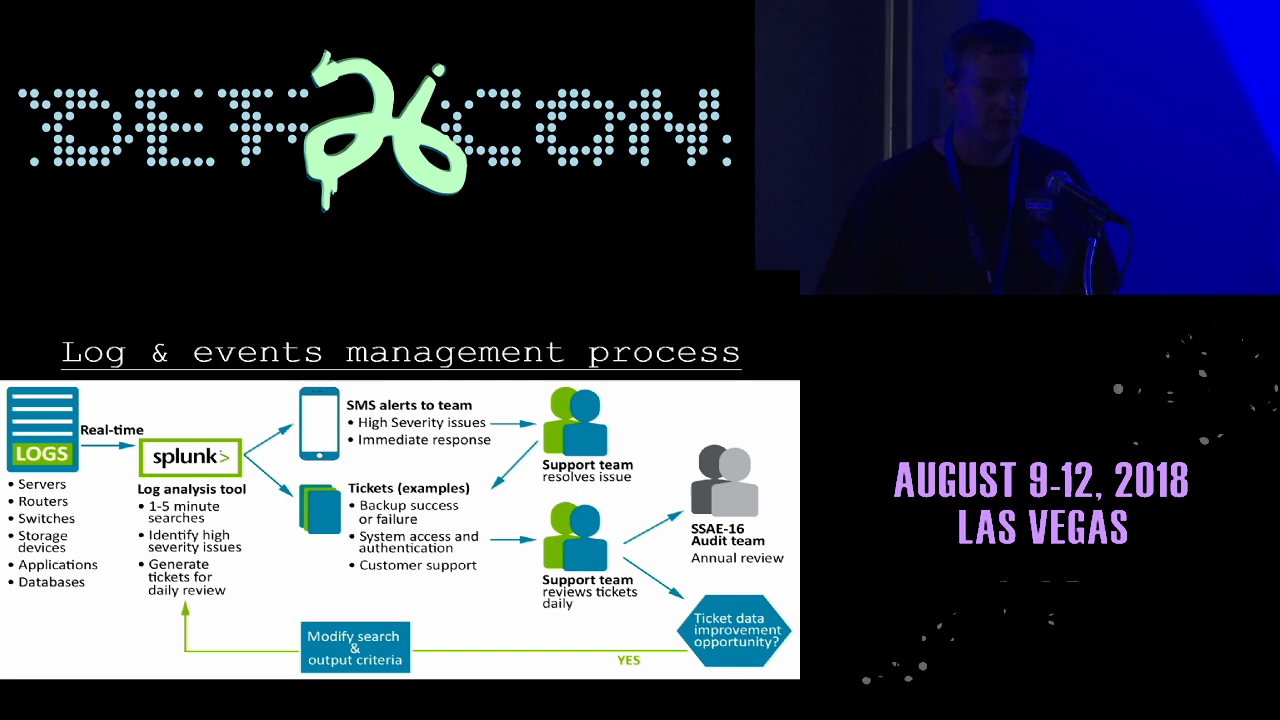 DEF 26 CON
Log & events management process
LOGS
• Servers
• Routers
• Switches
• Storage
devices
• Applications
• Databases
Real-time
splunk>
Log analysis tool
• 1-5 minute
searches
• Identify high
severity issues
• Generate
tickets for
daily review
SMS alerts to team
• High Severity issues
• Immediate response
Tickets (examples)
• Backup success
or failure
• System access and
authentication
• Customer support
Support team
resolves issue
Support team
reviews tickets
daily
SSAE-16
Audit team
Annual review
Ticket data
improvement
opportunity?
YES
Modify search
&
output criteria
AUGUST 9-12, 2018
LAS VEGAS